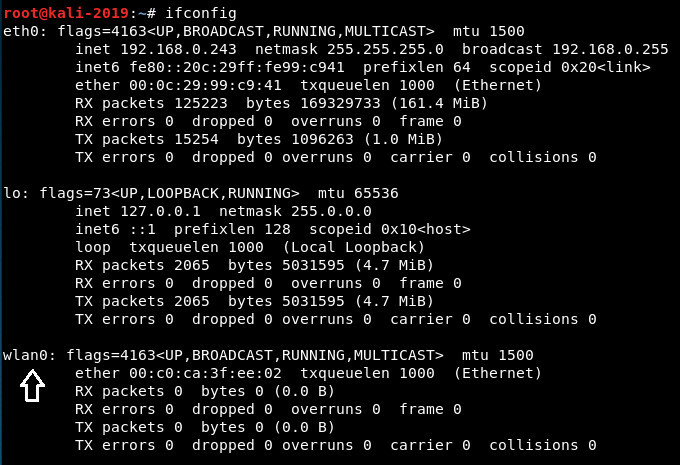 root@kali-2019:~# ifconfig
eth0: flags=4163<UP,BROADCAST,RUNNING,MULTICAST>  mtu 1500
        inet 192.168.0.243  netmask 255.255.255.0  broadcast 192.168.0.255
        inet6 fe80::20c:29ff:fe99:c941  prefixlen 64  scopeid 0x20<link>
        ether 00:0c:29:99:c9:41  txqueuelen 1000  (Ethernet)
        RX packets 125223  bytes 169329733 (161.4 MiB)
        RX errors 0  dropped 0  overruns 0  frame 0
        TX packets 15254  bytes 1096263 (1.0 MiB)
        TX errors 0  dropped 0 overruns 0  carrier 0  collisions 0

lo: flags=73<UP,LOOPBACK,RUNNING>  mtu 65536
        inet 127.0.0.1  netmask 255.0.0.0
        inet6 ::1  prefixlen 128  scopeid 0x10<host>
        loop  txqueuelen 1000  (Local Loopback)
        RX packets 2065  bytes 5031595 (4.7 MiB)
        RX errors 0  dropped 0  overruns 0  frame 0
        TX packets 2065  bytes 5031595 (4.7 MiB)
        TX errors 0  dropped 0 overruns 0  carrier 0  collisions 0

wlan0: flags=4163<UP,BROADCAST,RUNNING,MULTICAST>  mtu 1500
        ether 00:c0:ca:3f:ee:02  txqueuelen 1000  (Ethernet)
        RX packets 0  bytes 0 (0.0 B)
        RX errors 0  dropped 0  overruns 0  frame 0
        TX packets 0  bytes 0 (0.0 B)
        TX errors 0  dropped 0 overruns 0  carrier 0  collisions 0